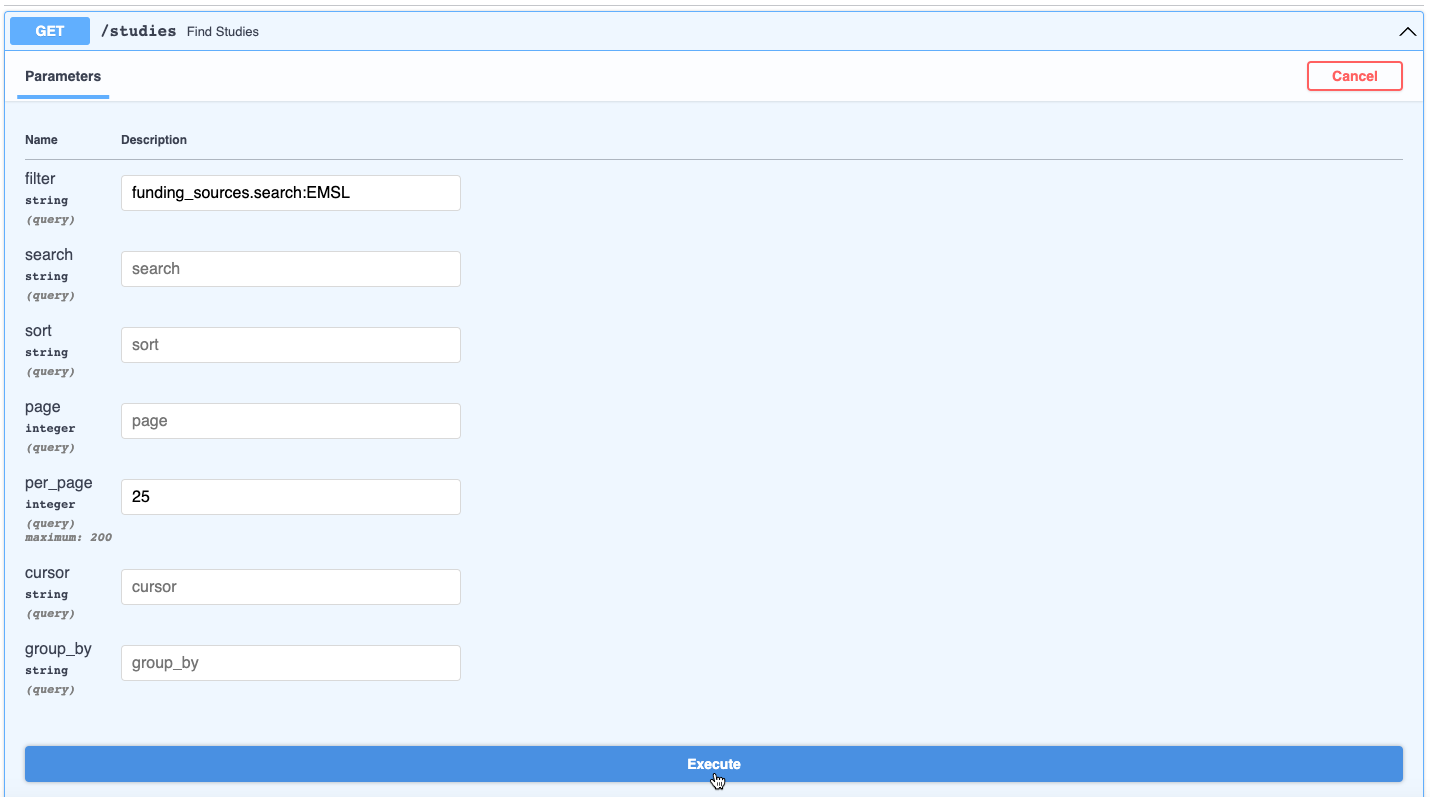 GET /studies Find Studies
Parameters
Cancel
Name Description
filter
string
(query)
funding_sources.search:EMSL
search
string
(query)
search
sort
string
(query)
sort
page
integer
(query)
page
per_page
integer
(query)
maximum: 200
25
cursor
string
(query)
cursor
group_by
string
(query)
group_by
Execute